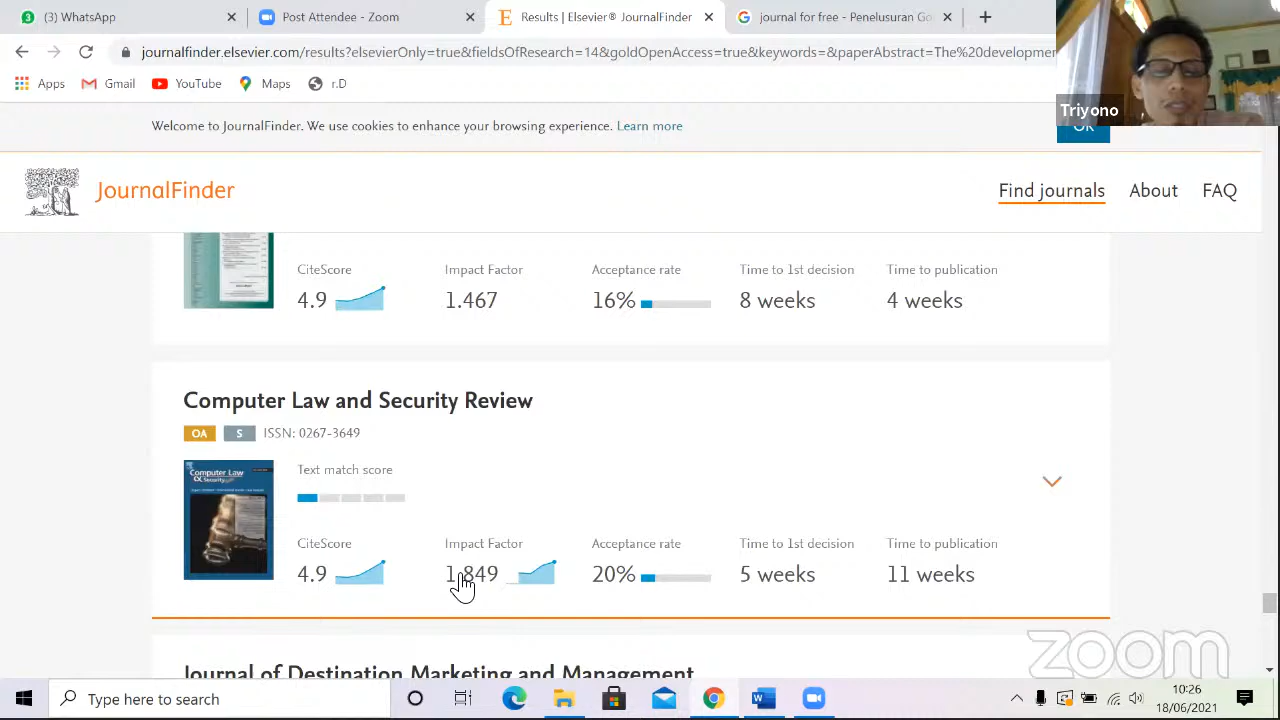 (3) WhatsApp
Post Attendee - Zoom
Results | Elsevier® JournalFinder
journal for free - Penelusuran G
journalfinder.elsevier.com/results?elsevierOnly=true&fieldsOfResearch=14&goldOpenAccess=true&keywords=&paperAbstract=The%20developmen
Apps
Gmail
YouTube
Maps
r.D
Triyono
Welcome to JournalFinder. We use cookies to enhance your browsing experience. Learn more
OK
JournalFinder
Find journals
About
FAQ
CiteScore
Impact Factor
Acceptance rate
Time to 1st decision
Time to publication
4.9
1.467
16%
8 weeks
4 weeks
Computer Law and Security Review
OA
S
ISSN: 0267-3649
Computer Law
& Security
Text match score
CiteScore
Impact Factor
Acceptance rate
Time to 1st decision
Time to publication
4.9
1.849
20%
5 weeks
11 weeks
Journal of Destination Marketing and Management
zoom
Type here to search
10:26
18/06/2021